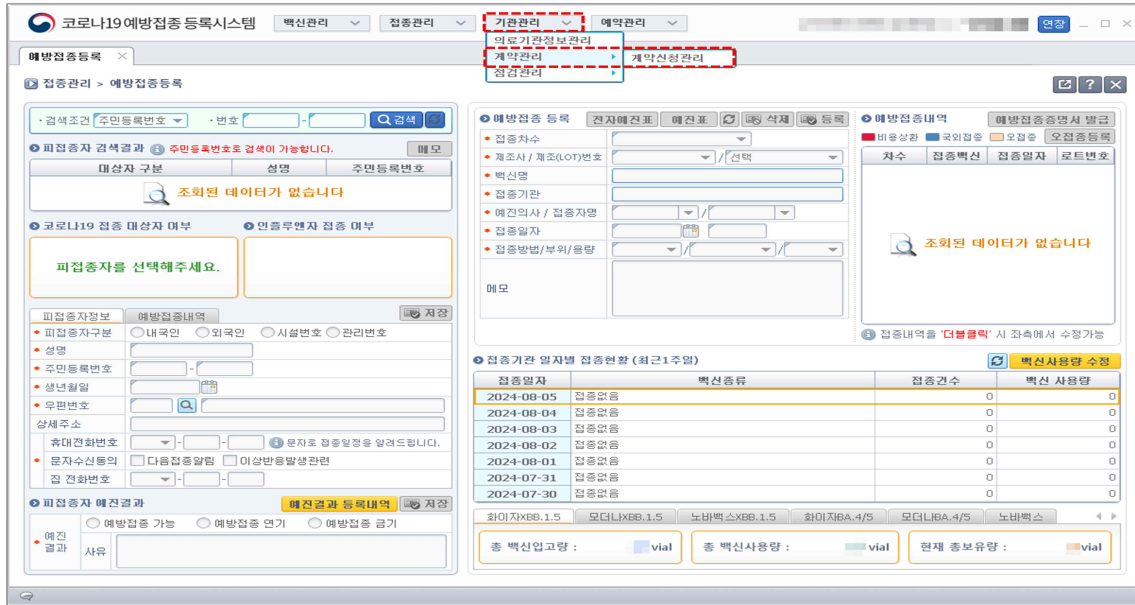 코로나19 예방접종 등록시스템 백신관리 접종관리 기관관리 예약관리 연장
의료기관정보관리
계약관리 계약신청관리
점검관리
예방접종등록
접종관리 > 예방접종등록
·검색조건 주민등록번호 ·번호 - 검색
피접종자 검색결과 주민등록번호로 검색이 가능합니다. 메모
대상자 구분 성명 주민등록번호
조회된 데이터가 없습니다
코로나19 접종 대상자 여부 인플루엔자 접종 여부
피접종자를 선택해주세요.
피접종자정보 예방접종내역 저장
피접종자구분 내국인 외국인 시설번호 관리번호
성명
주민등록번호 -
생년월일
우편번호
상세주소
휴대전화번호 - - 문자로 접종일정을 알려드립니다.
문자수신동의 다음접종알림 이상반응발생관련
집 전화번호 - -
피접종자 예진결과 예진결과 등록내역 저장
예방접종 가능 예방접종 연기 예방접종 금기
예진
결과 사유
예방접종 등록 전자예진표 예진표 삭제 등록
접종차수
제조사 / 제조(LOT)번호 / 선택
백신명
접종기관
예진의사 / 접종자명 /
접종일자
접종방법/부위/용량 / /
메모
예방접종내역 예방접종증명서 발급
비용상환 국외접종 오접종 오접종등록
차수 접종백신 접종일자 로트번호
조회된 데이터가 없습니다
접종내역을 '더블클릭' 시 좌측에서 수정가능
접종기관 일자별 접종현황 (최근1주일) 백신사용량 수정
접종일자 백신종류 접종건수 백신 사용량
2024-08-05 접종없음 0 0
2024-08-04 접종없음 0 0
2024-08-03 접종없음 0 0
2024-08-02 접종없음 0 0
2024-08-01 접종없음 0 0
2024-07-31 접종없음 0 0
2024-07-30 접종없음 0 0
화이자XBB.1.5 모더나XBB.1.5 노바백스XBB.1.5 화이자BA.4/5 모더나BA.4/5 노바백스
총 백신입고량 : vial 총 백신사용량 : vial 현재 총보유량 : vial